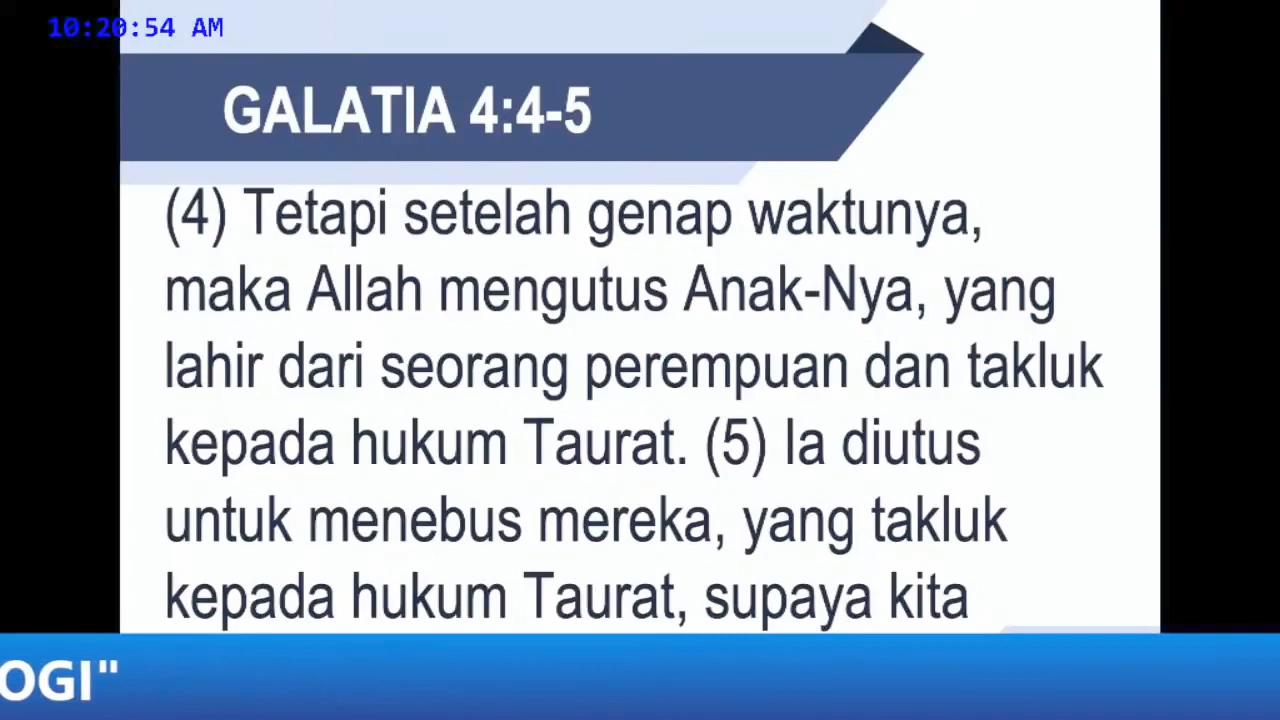 10:20:54 AM
GALATIA 4:4-5
(4) Tetapi setelah genap waktunya,
maka Allah mengutus Anak-Nya, yang
lahir dari seorang perempuan dan takluk
kepada hukum Taurat. (5) Ia diutus
untuk menebus mereka, yang takluk
kepada hukum Taurat, supaya kita
OGI"